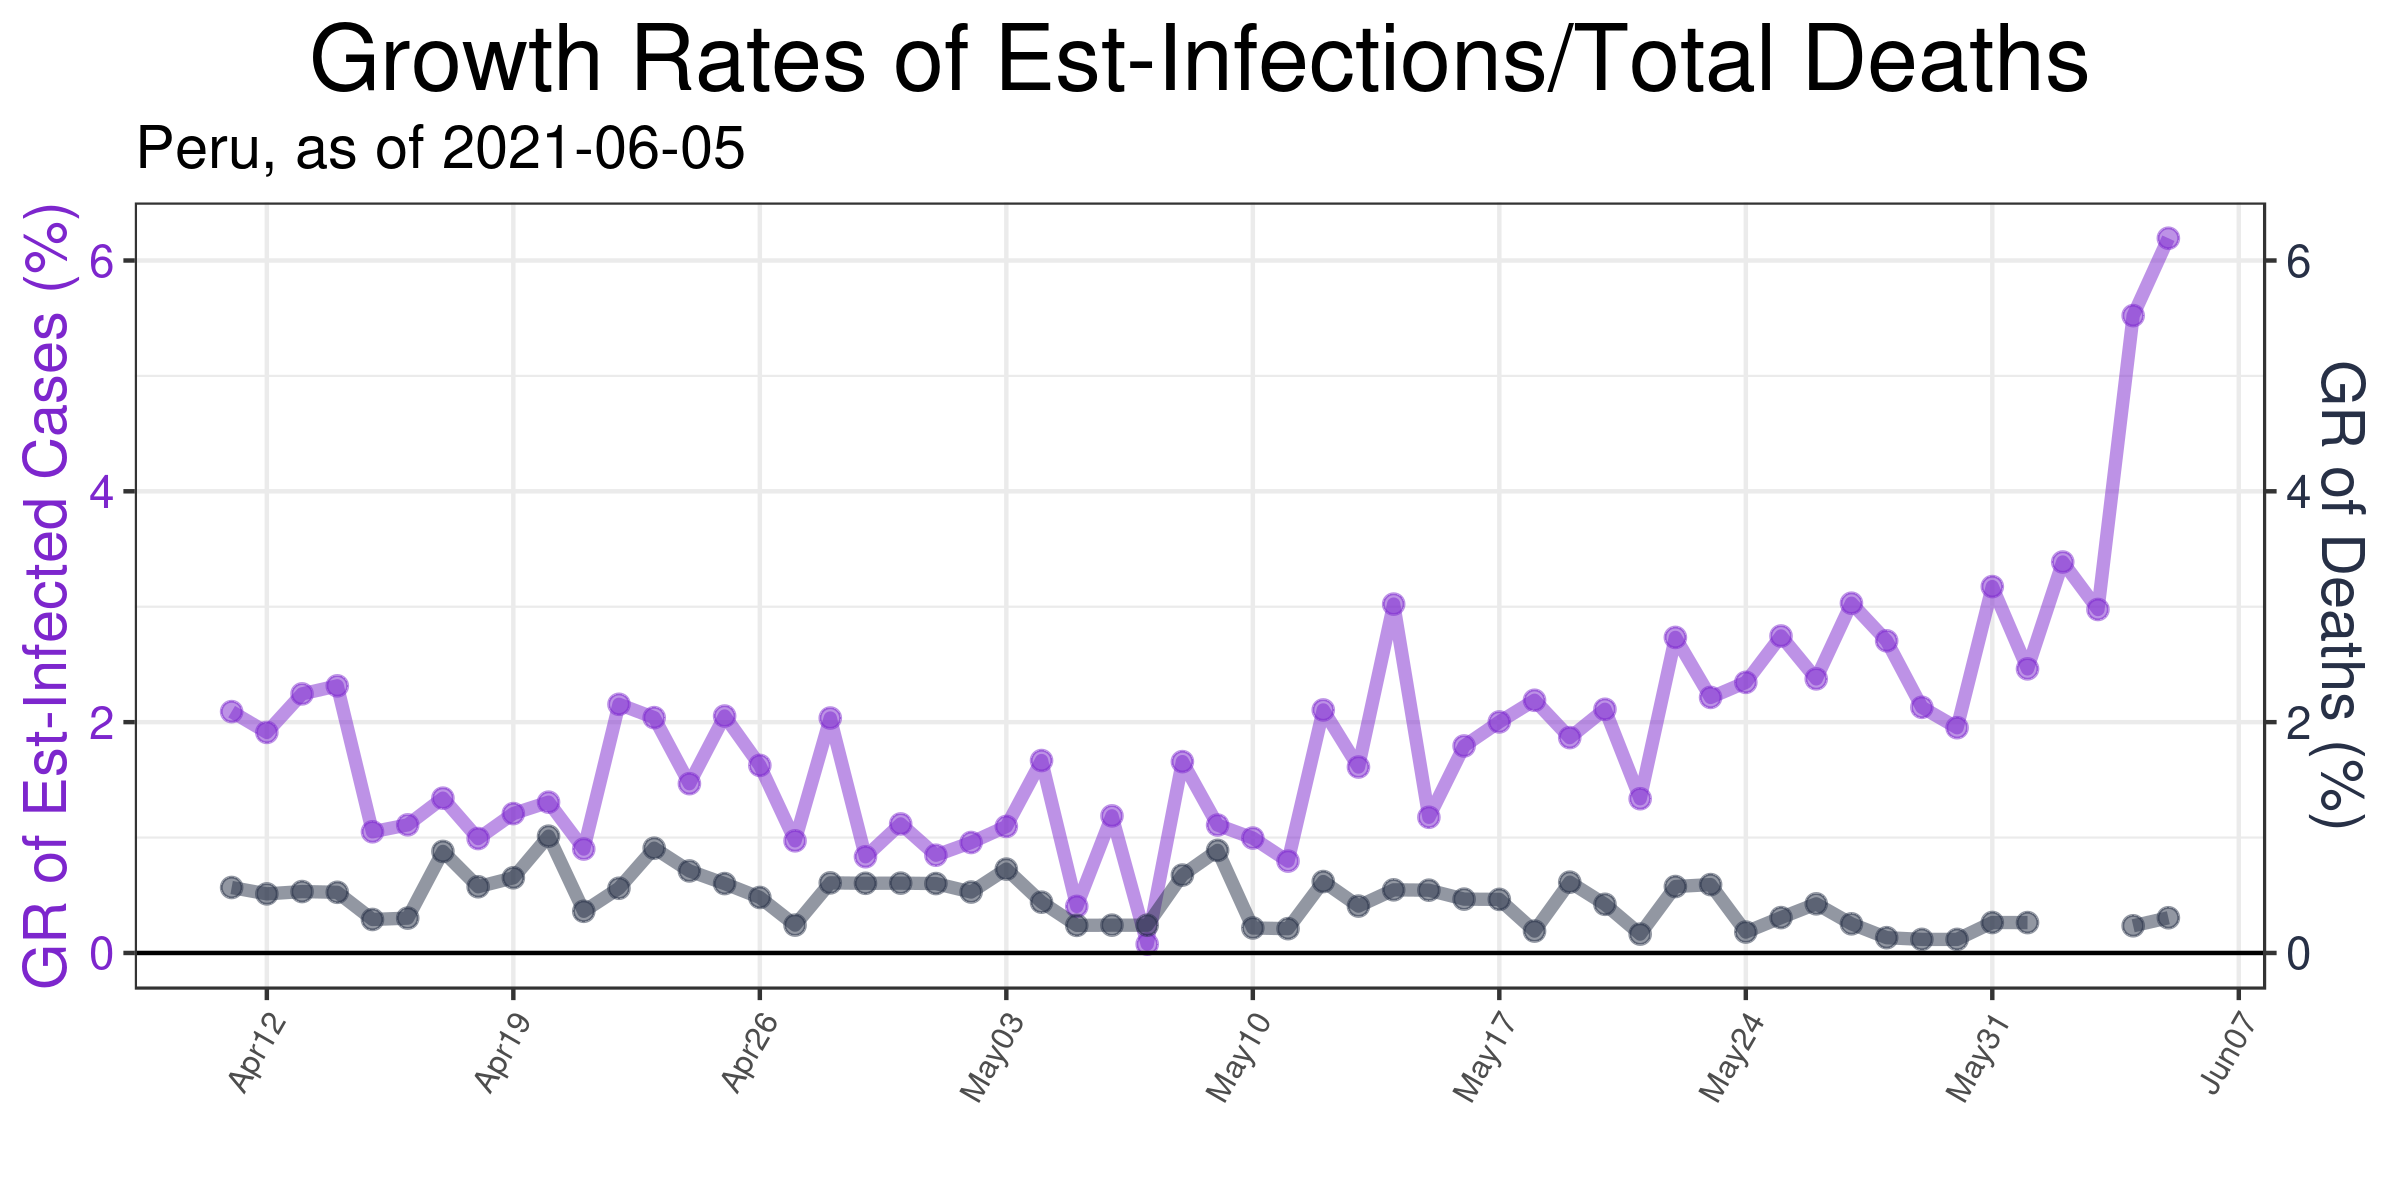 Growth Rates of Est-Infections/Total Deaths
Peru, as of 2021-06-05
GR of Est-Infected Cases (%)
6
4
2
0
6
4
2
0
GR of Deaths (%)
Apr12
Apr19
Apr26
May03
May10
May17
May24
May31
Jun07